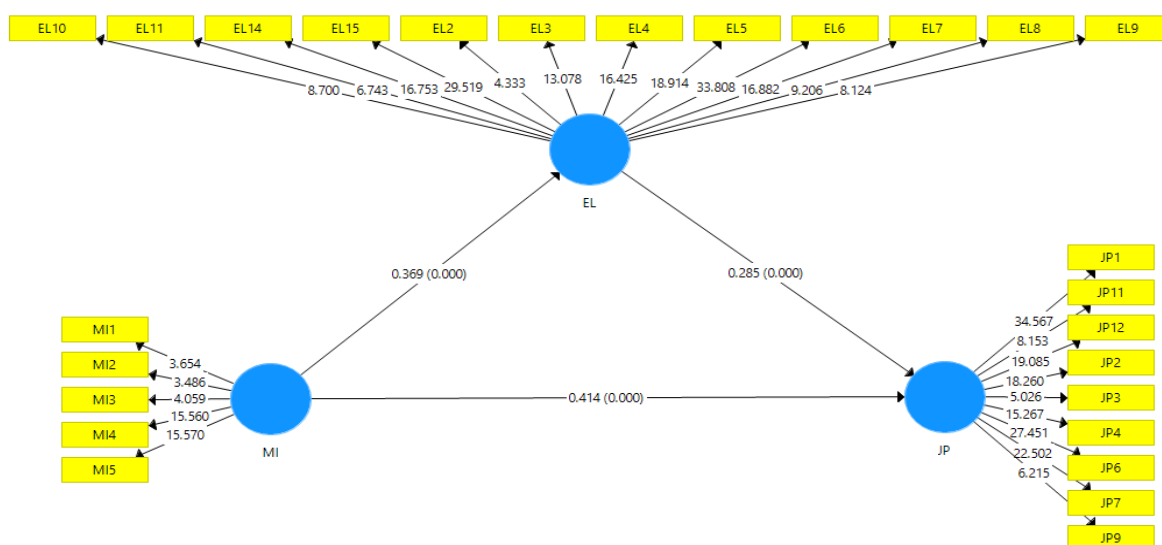 EL10 EL11 EL14 EL15 EL2 EL3 EL4 EL5 EL6 EL7 EL8 EL9
8.700 6.743 16.753 29.519 4.333 13.078 16.425 18.914 33.808 16.882 9.206 8.124
EL
0.369 (0.000)
0.285 (0.000)
MI1
MI2
MI3
MI4
MI5
3.654
3.486
4.059
15.560
15.570
MI
0.414 (0.000)
JP
34.567
8.153
19.085
18.260
5.026
15.267
27.451
22.502
6.215
JP1
JP11
JP12
JP2
JP3
JP4
JP6
JP7
JP9